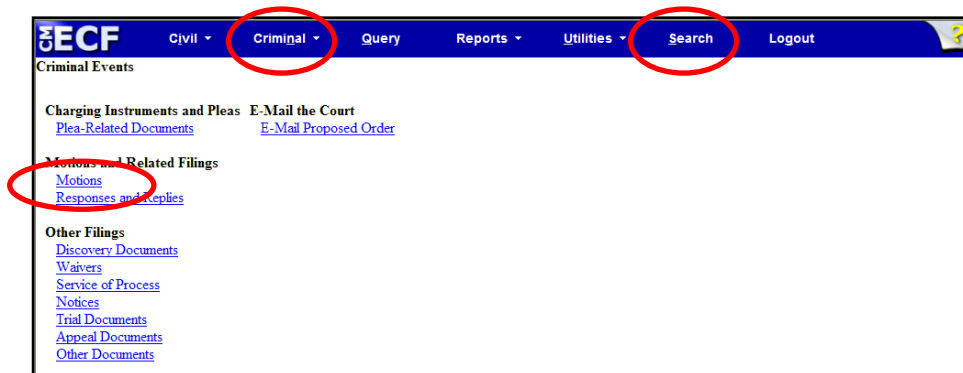 CM ECF Civil Criminal Query Reports Utilities Search Logout ?
Criminal Events
Charging Instruments and Pleas E-Mail the Court
Plea-Related Documents E-Mail Proposed Order
Motions and Related Filings
Motions
Responses and Replies
Other Filings
Discovery Documents
Waivers
Service of Process
Notices
Trial Documents
Appeal Documents
Other Documents